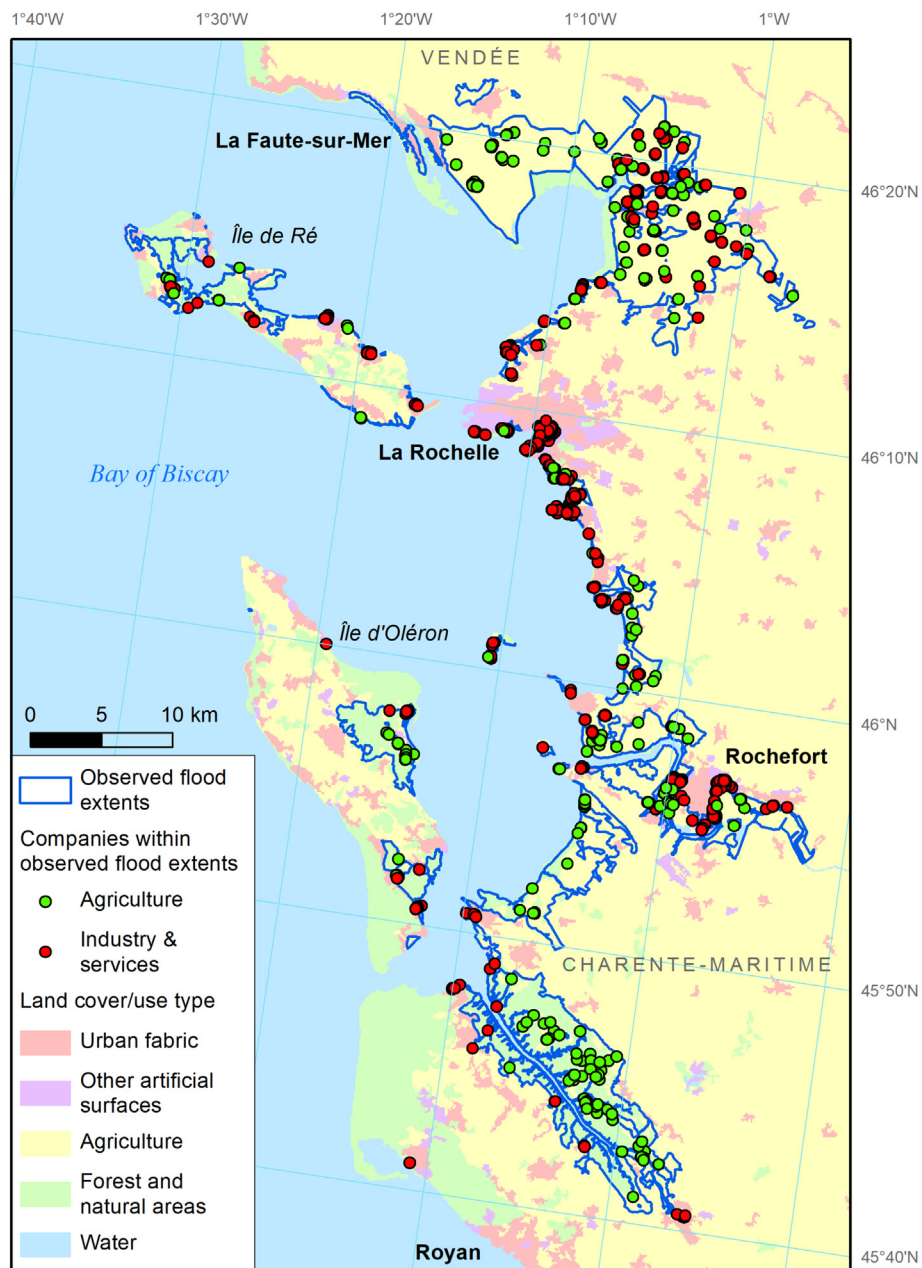 1°40'W 1°30'W 1°20'W 1°10'W 1°W
VENDÉE
La Faute-sur-Mer
46°20'N
Île de Ré
La Rochelle
46°10'N
Bay of Biscay
Île d'Oléron
0 5 10 km
46°N
Rochefort
Observed flood
extents
Companies within
observed flood extents
Agriculture
Industry &
services
CHARENTE-MARITIME
45°50'N
Land cover/use type
Urban fabric
Other artificial
surfaces
Agriculture
Forest and
natural areas
Water
Royan
45°40'N